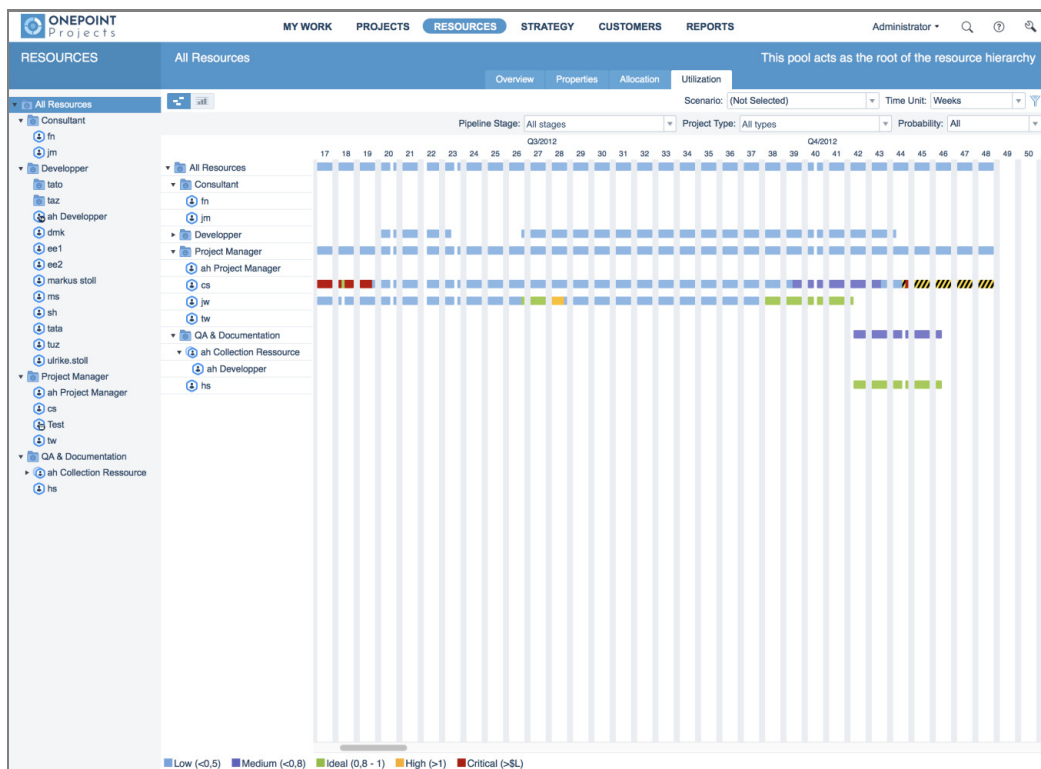 ONEPOINT
Projects
MY WORK PROJECTS RESOURCES STRATEGY CUSTOMERS REPORTS
Administrator
RESOURCES
All Resources
This pool acts as the root of the resource hierarchy
Overview Properties Allocation Utilization
Scenario: (Not Selected) Time Unit: Weeks
Pipeline Stage: All stages Project Type: All types Probability: All
All Resources
Consultant
fn
jm
Developer
tato
taz
ah Developper
dmk
ee1
ee2
markus stoll
ms
sh
tata
tuz
ulrike.stoll
Project Manager
ah Project Manager
cs
Test
tw
QA & Documentation
ah Collection Ressource
hs
Q3/2012 Q4/2012
17 18 19 20 21 22 23 24 25 26 27 28 29 30 31 32 33 34 35 36 37 38 39 40 41 42 43 44 45 46 47 48 49 50
All Resources
Consultant
fn
jm
Developer
Project Manager
ah Project Manager
cs
jw
tw
QA & Documentation
ah Collection Ressource
ah Developper
hs
Low (<0,5) Medium (<0,8) Ideal (0,8 - 1) High (>1) Critical (>$L)